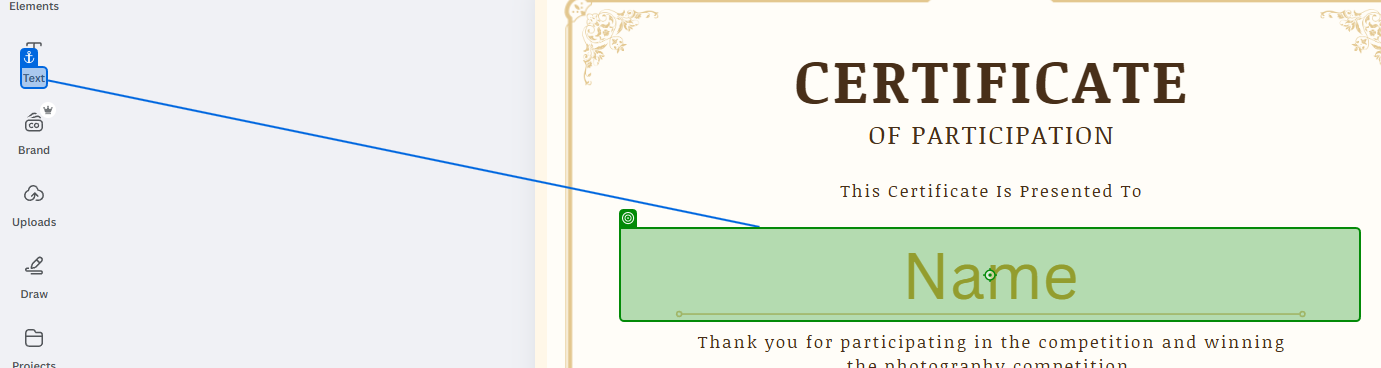 Elements
Text
Brand
Uploads
Draw
Projects
CERTIFICATE
OF PARTICIPATION
This Certificate Is Presented To
Name
Thank you for participating in the competition and winning
the photography competition